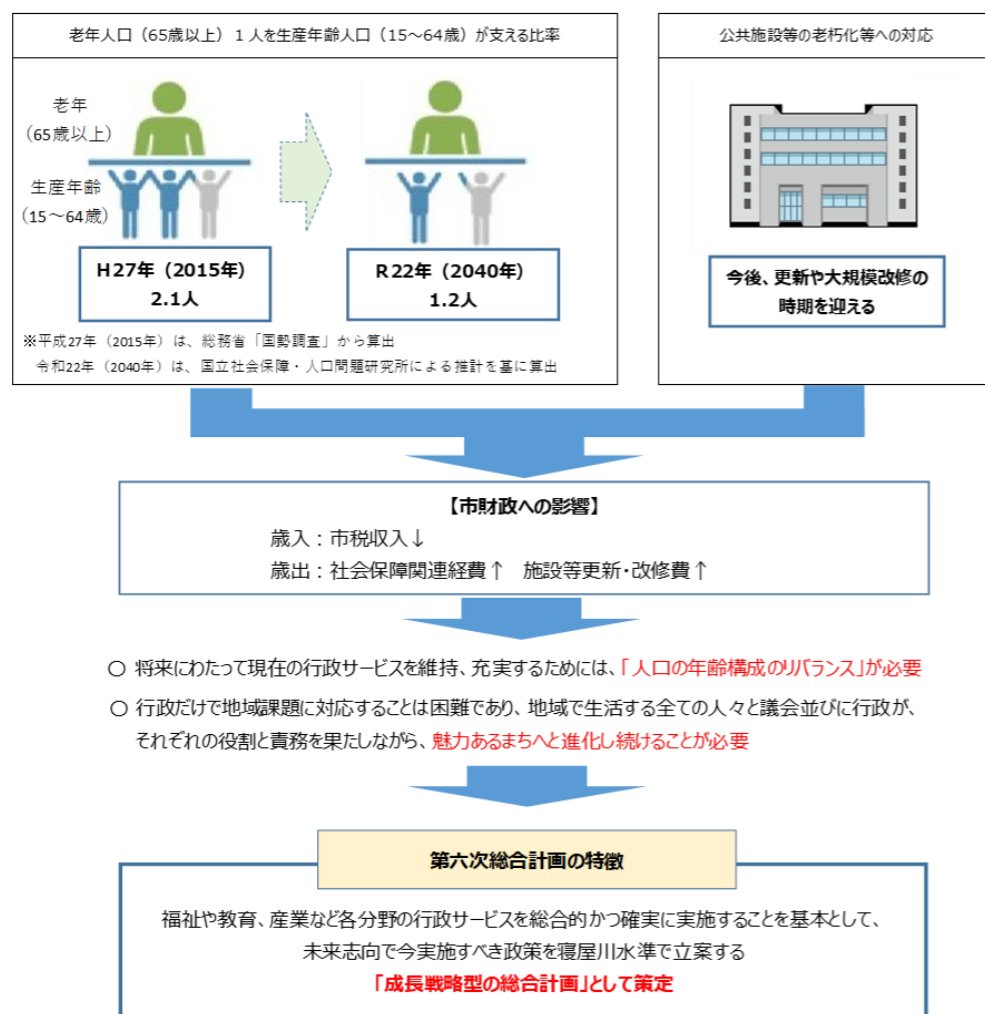 老年人口（65歳以上）１人を生産年齢人口（15～64歳）が支える比率
老年
（65歳以上）
生産年齢
（15～64歳）
H27年（2015年）
2.1人
R22年（2040年）
1.2人
※平成27年（2015年）は、総務省「国勢調査」から算出
令和22年（2040年）は、国立社会保障・人口問題研究所による推計を基に算出
公共施設等の老朽化等への対応
今後、更新や大規模改修の
時期を迎える
【市財政への影響】
歳入：市税収入↓
歳出：社会保障関連経費↑　施設等更新・改修費↑
○ 将来にわたって現在の行政サービスを維持、充実するためには、「人口の年齢構成のリバランス」が必要
○ 行政だけで地域課題に対応することは困難であり、地域で生活する全ての人々と議会並びに行政が、
それぞれの役割と責務を果たしながら、魅力あるまちへと進化し続けることが必要
第六次総合計画の特徴
福祉や教育、産業など各分野の行政サービスを総合的かつ確実に実施することを基本として、
未来志向で今実施すべき政策を寝屋川水準で立案する
「成長戦略型の総合計画」として策定